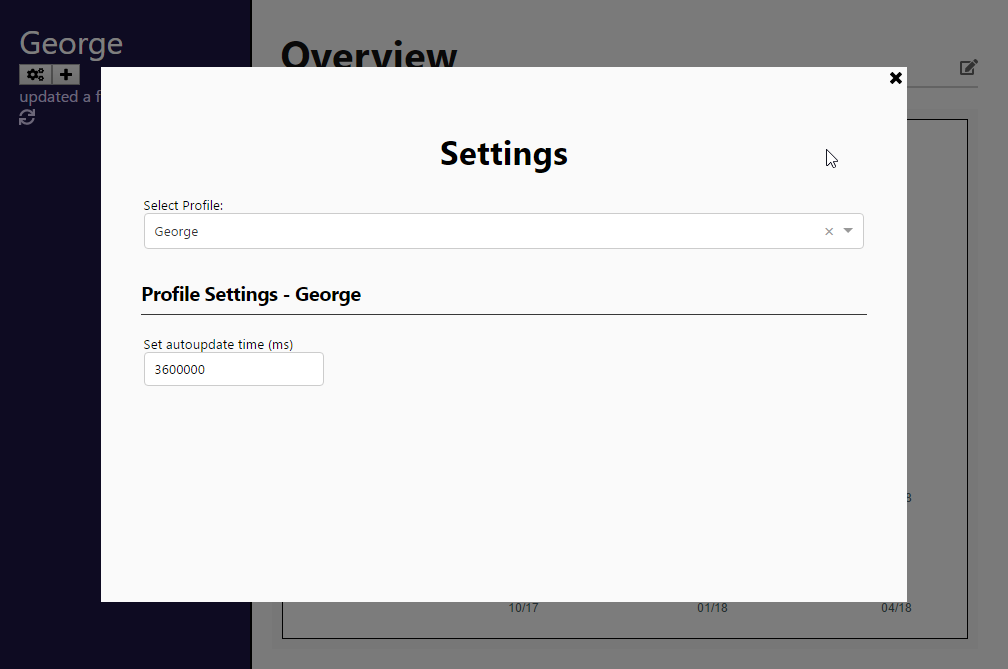 George
Overview
updated a f
Settings
Select Profile:
George
Profile Settings - George
Set autoupdate time (ms)
3600000
10/17
01/18
04/18